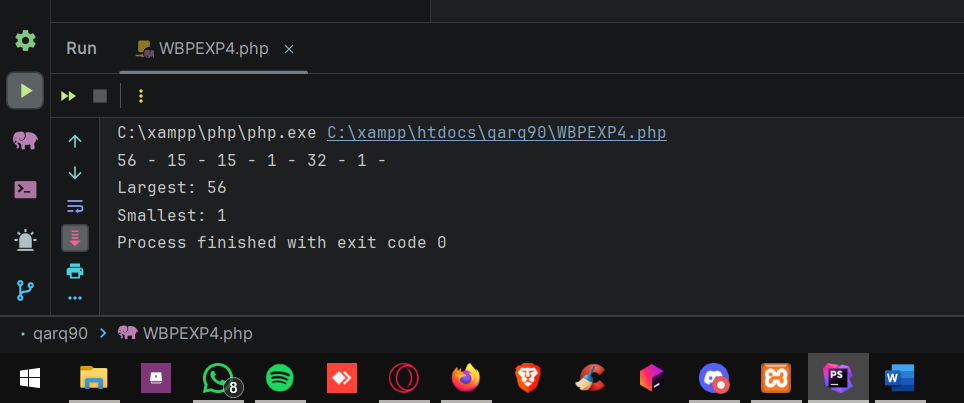 Run WBPEXP4.php
C:\xampp\php\php.exe C:\xampp\htdocs\qarq90\WBPEXP4.php
56 - 15 - 15 - 1 - 32 - 1 -
Largest: 56
Smallest: 1
Process finished with exit code 0
qarq90 > WBPEXP4.php
8
PS
W